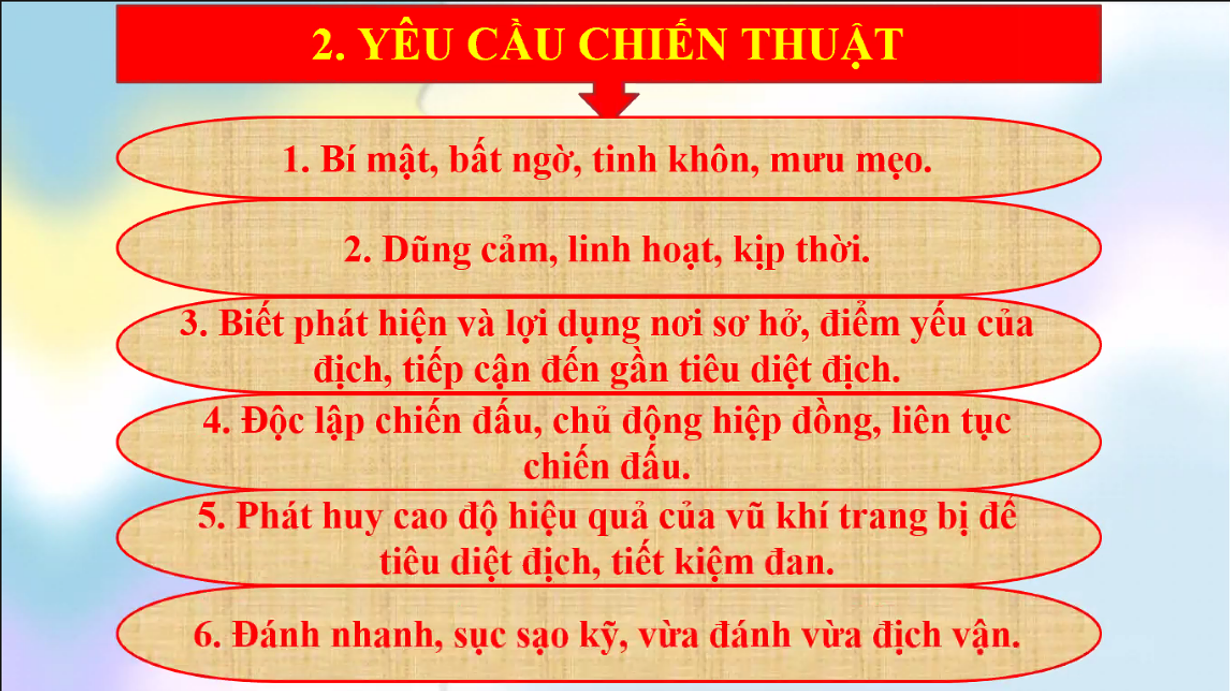 2. YÊU CẦU CHIẾN THUẬT
1. Bí mật, bất ngờ, tinh khôn, mưu mẹo.
2. Dũng cảm, linh hoạt, kịp thời.
3. Biết phát hiện và lợi dụng nơi sơ hở, điểm yếu của
địch, tiếp cận đến gần tiêu diệt địch.
4. Độc lập chiến đấu, chủ động hiệp đồng, liên tục
chiến đấu.
5. Phát huy cao độ hiệu quả của vũ khí trang bị để
tiêu diệt địch, tiết kiệm đan.
6. Đánh nhanh, sục sạo kỹ, vừa đánh vừa địch vận.